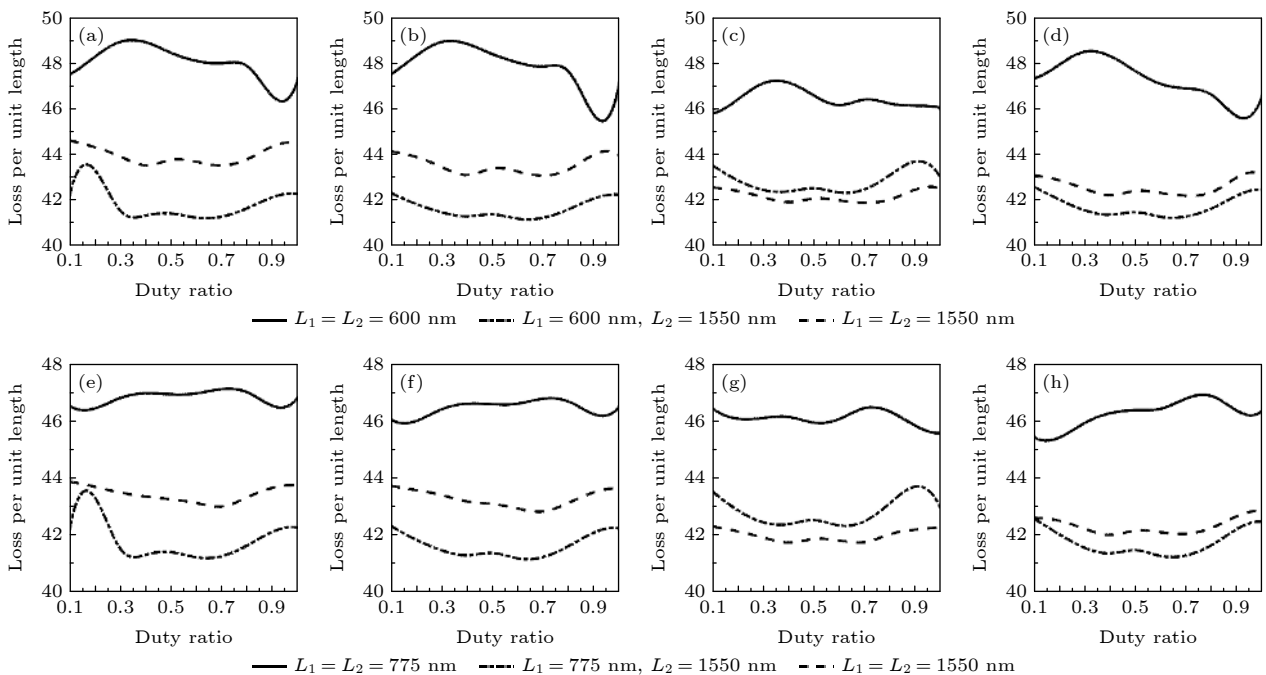 50 (a) 50 (b) 50 (c) 50 (d)
48 48 48 48
46 46 46 46
44 44 44 44
42 42 42 42
40 40 40 40
Loss per unit length Loss per unit length Loss per unit length Loss per unit length
0.1 0.3 0.5 0.7 0.9 0.1 0.3 0.5 0.7 0.9 0.1 0.3 0.5 0.7 0.9 0.1 0.3 0.5 0.7 0.9
Duty ratio Duty ratio Duty ratio Duty ratio
L₁ = L₂ = 600 nm L₁ = 600 nm, L₂ = 1550 nm L₁ = L₂ = 1550 nm
48 (e) 48 (f) 48 (g) 48 (h)
46 46 46 46
44 44 44 44
42 42 42 42
40 40 40 40
Loss per unit length Loss per unit length Loss per unit length Loss per unit length
0.1 0.3 0.5 0.7 0.9 0.1 0.3 0.5 0.7 0.9 0.1 0.3 0.5 0.7 0.9 0.1 0.3 0.5 0.7 0.9
Duty ratio Duty ratio Duty ratio Duty ratio
L₁ = L₂ = 775 nm L₁ = 775 nm, L₂ = 1550 nm L₁ = L₂ = 1550 nm